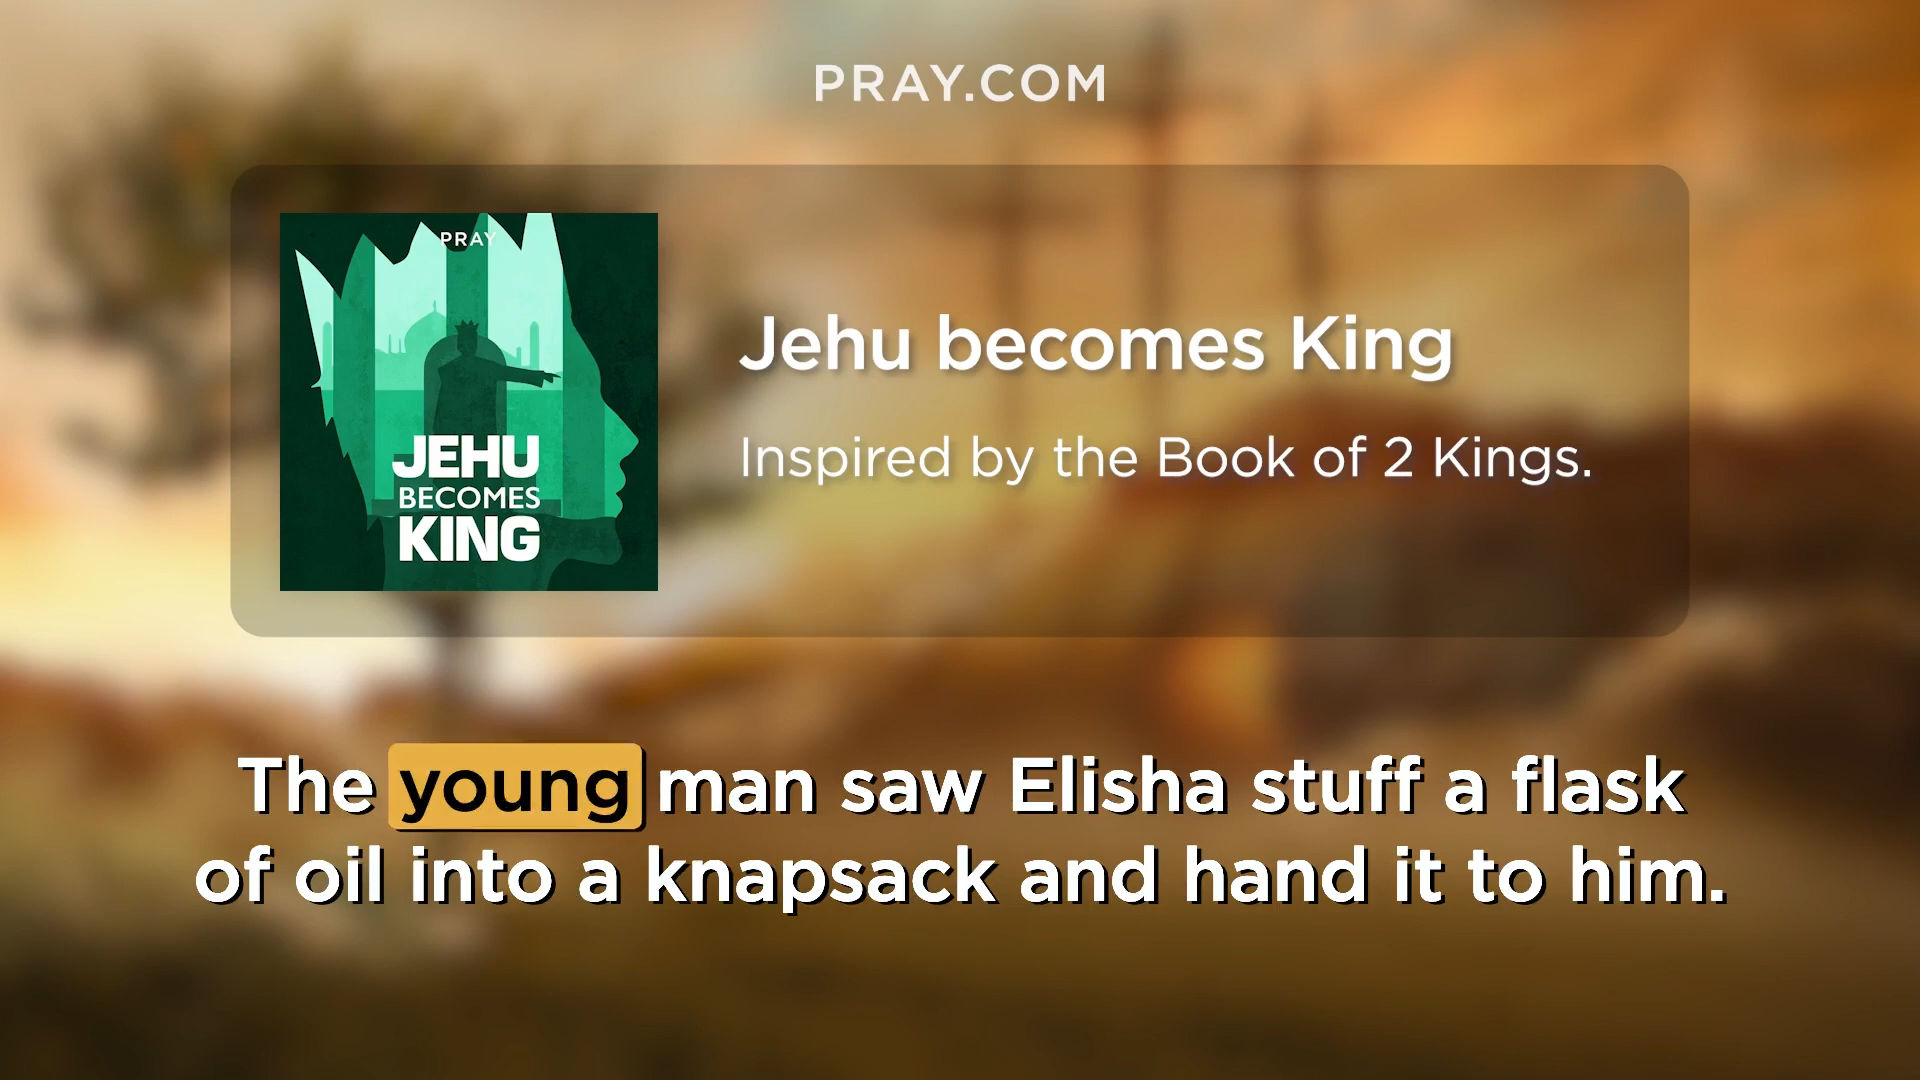 PRAY.COM
PRAY
JEHU
BECOMES
KING
Jehu becomes King
Inspired by the Book of 2 Kings.
The young man saw Elisha stuff a flask
of oil into a knapsack and hand it to him.